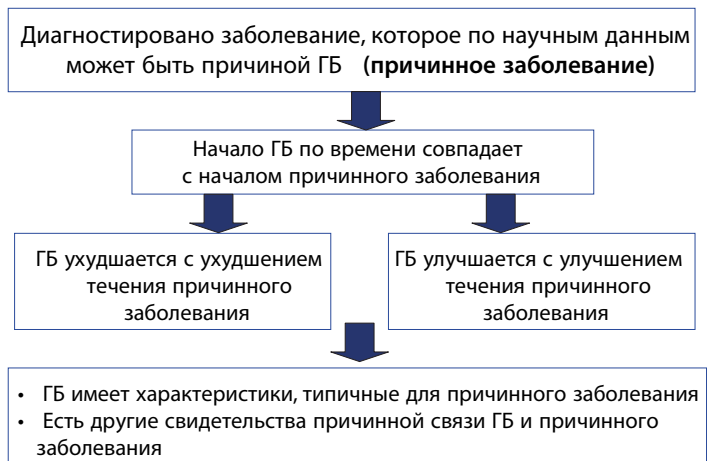 Диагностировано заболевание, которое по научным данным
может быть причиной ГБ (причинное заболевание)
Начало ГБ по времени совпадает
с началом причинного заболевания
ГБ ухудшается с ухудшением
течения причинного
заболевания
ГБ улучшается с улучшением
течения причинного
заболевания
• ГБ имеет характеристики, типичные для причинного заболевания
• Есть другие свидетельства причинной связи ГБ и причинного
заболевания